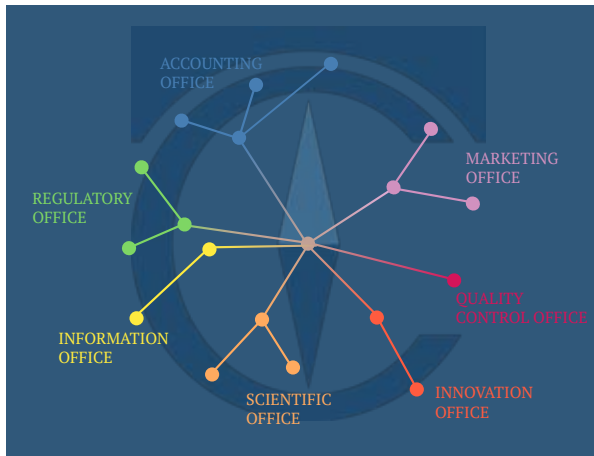 ACCOUNTING
OFFICE
MARKETING
OFFICE
REGULATORY
OFFICE
QUALITY
CONTROL OFFICE
INFORMATION
OFFICE
SCIENTIFIC
OFFICE
INNOVATION
OFFICE